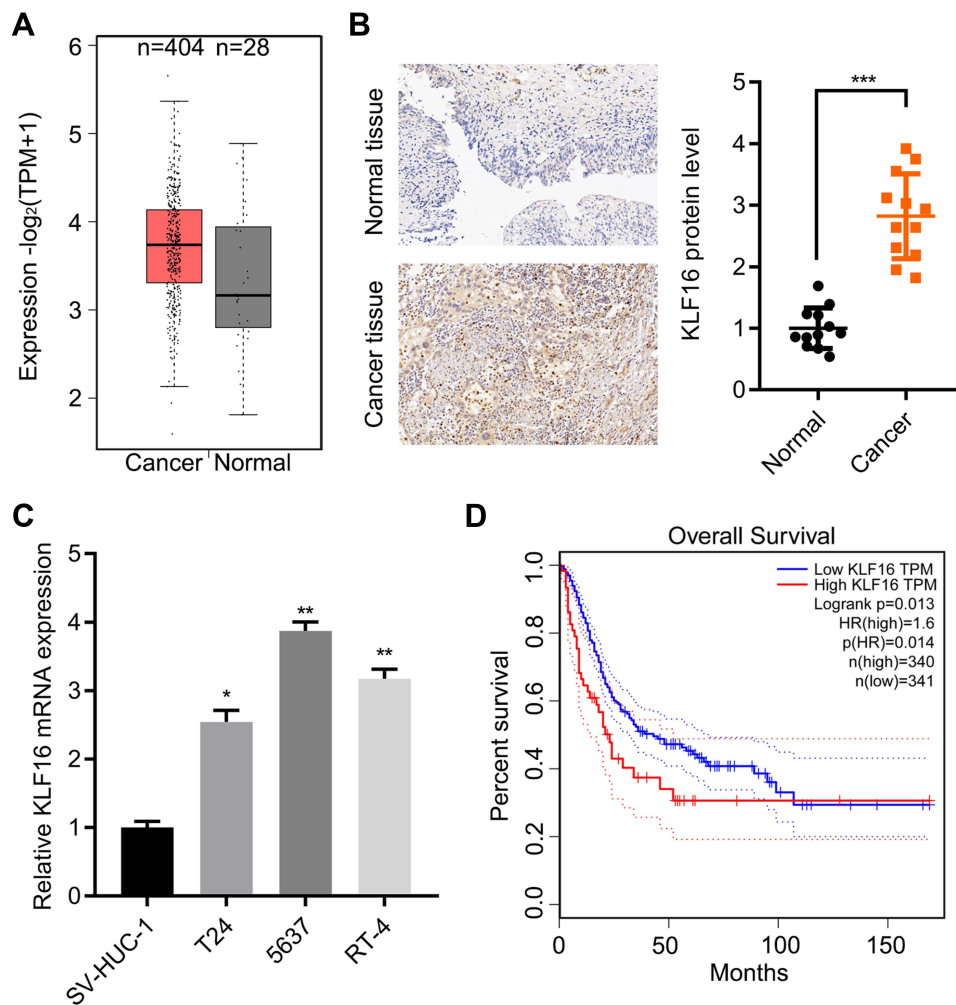 A
n=404 n=28
Expression -log₂(TPM+1)
6
5
4
3
2
Cancer Normal
B
Normal tissue
Cancer tissue
KLF16 protein level
5
4
3
2
1
0
***
Normal
Cancer
C
Relative KLF16 mRNA expression
5
4
3
2
1
0
*
**
**
SV-HUC-1
T24
5637
RT-4
D
Overall Survival
Low KLF16 TPM
High KLF16 TPM
Logrank p=0.013
HR(high)=1.6
p(HR)=0.014
n(high)=340
n(low)=341
Percent survival
1.0
0.8
0.6
0.4
0.2
0.0
0 50 100 150
Months